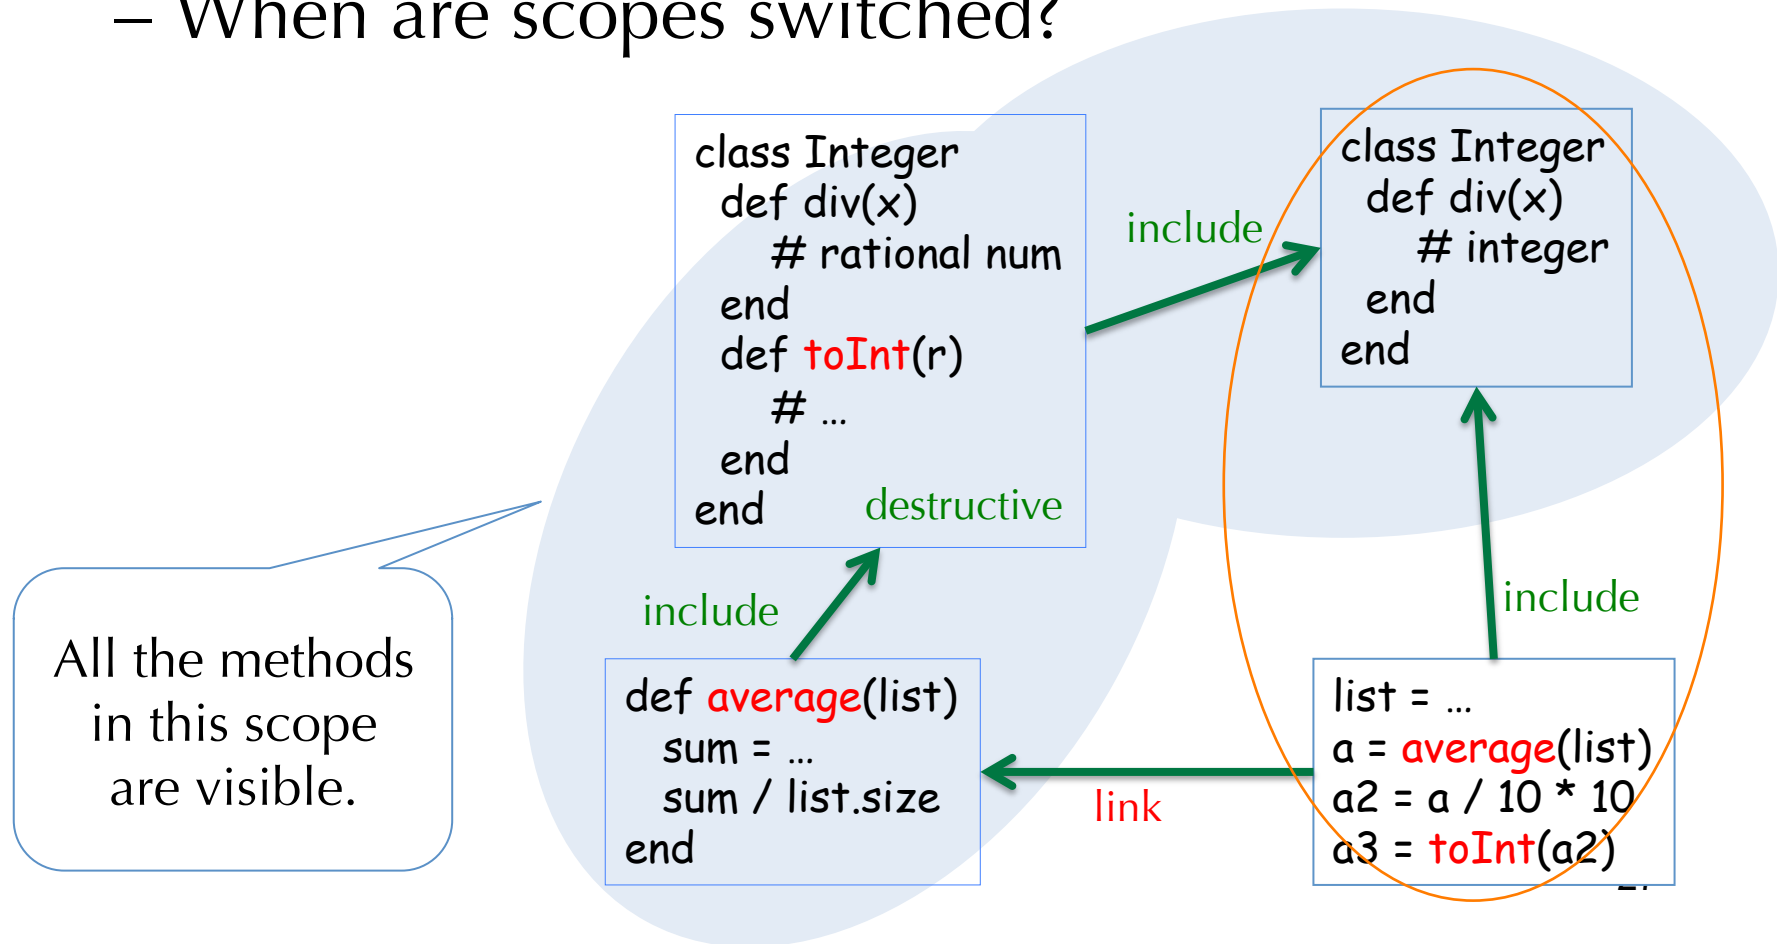 – When are scopes switched?
class Integer
def div(x)
# rational num
end
def toInt(r)
# ...
end
end
destructive
include
class Integer
def div(x)
# integer
end
end
include
include
All the methods
in this scope
are visible.
def average(list)
sum = ...
sum / list.size
end
link
list = ...
a = average(list)
a2 = a / 10 * 10
a3 = toInt(a2)